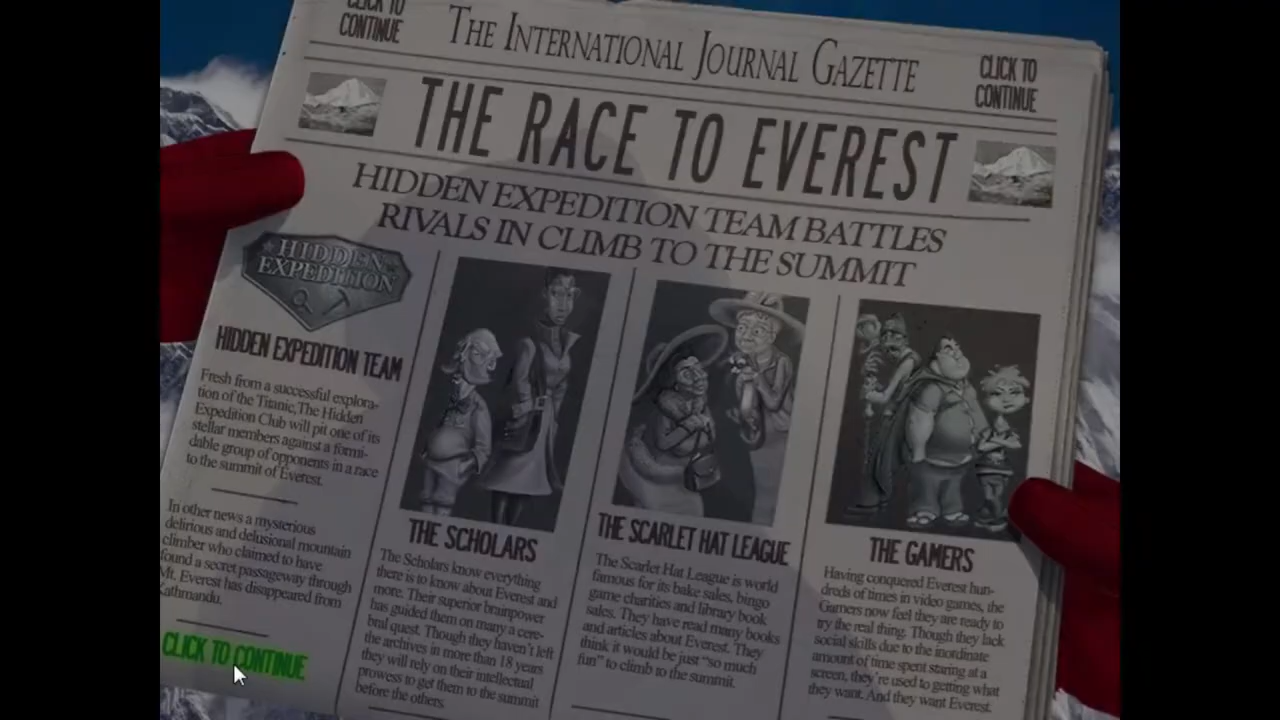 CLICK TO
CONTINUE
THE INTERNATIONAL JOURNAL GAZETTE
CLICK TO
CONTINUE
THE RACE TO EVEREST
HIDDEN EXPEDITION TEAM BATTLES
RIVALS IN CLIMB TO THE SUMMIT
HIDDEN
EXPEDITION
HIDDEN EXPEDITION TEAM
Fresh from a successful explora-
tion of the Titanic, The Hidden
Expedition Club will pit one of its
stellar members against a formi-
dable group of opponents in a race
to the summit of Everest.
In other news a mysterious
delirious and delusional mountain
climber who claimed to have
found a secret passageway through
Mt. Everest has disappeared from
Kathmandu.
CLICK TO CONTINUE
THE SCHOLARS
The Scholars know everything
there is to know about Everest and
more. Their superior brainpower
has guided them on many a cere-
bral quest. Though they haven't left
the archives in more than 18 years
they will rely on their intellectual
prowess to get them to the summit
before the others.
THE SCARLET HAT LEAGUE
The Scarlet Hat League is world
famous for its bake sales, bingo
game charities and library book
sales. They have read many books
and articles about Everest. They
think it would be just "so much
fun" to climb to the summit.
THE GAMERS
Having conquered Everest hun-
dreds of times in video games, the
Gamers now feel they are ready to
try the real thing. Though they lack
social skills due to the inordinate
amount of time spent staring at a
screen, they're used to getting what
they want. And they want Everest.